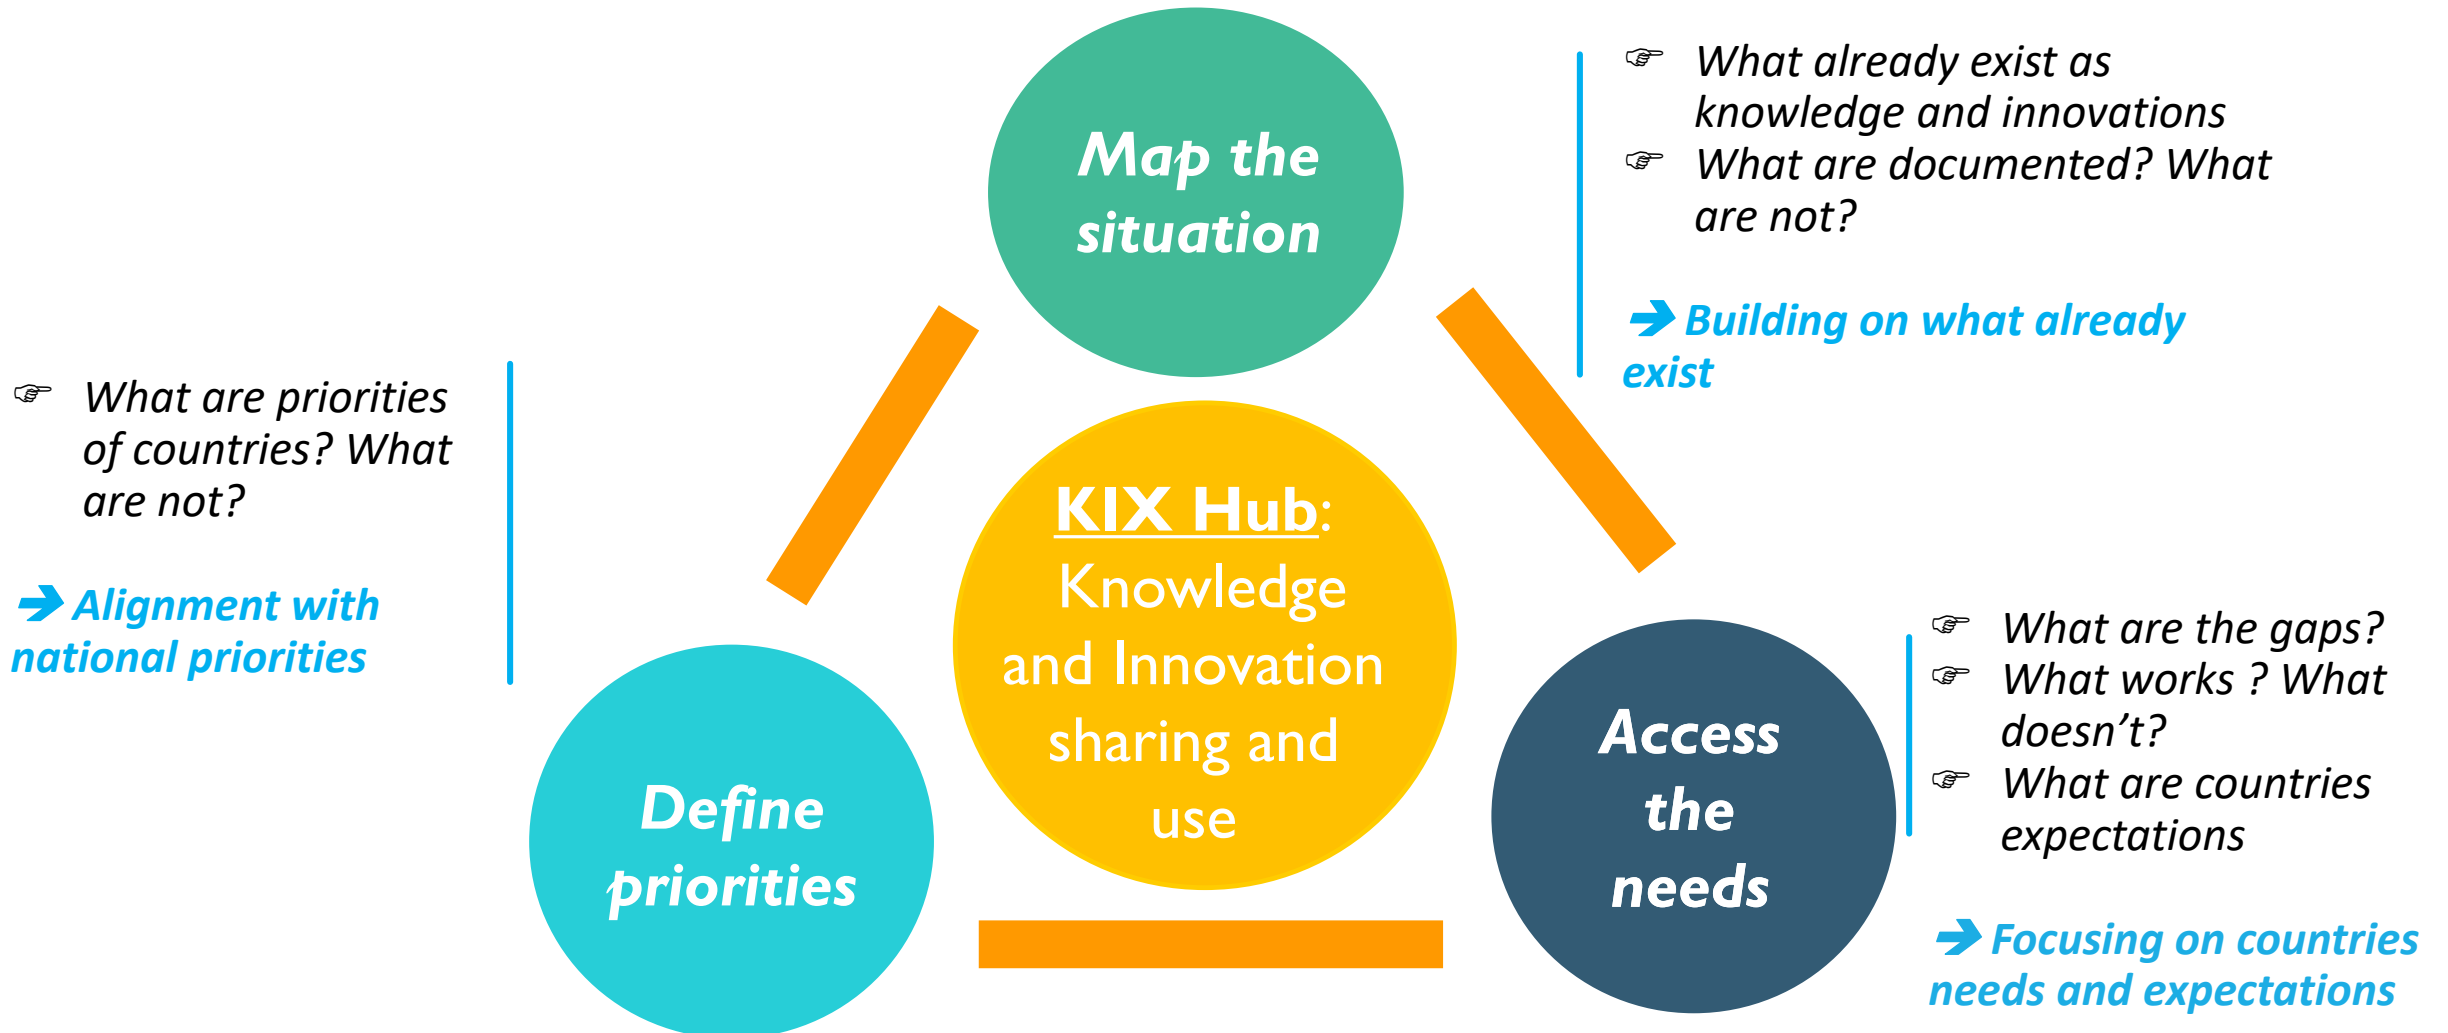 Map the
situation
☞ What already exist as
knowledge and innovations
☞ What are documented? What
are not?
➔ Building on what already
exist
☞ What are priorities
of countries? What
are not?
➔ Alignment with
national priorities
KIX Hub:
Knowledge
and Innovation
sharing and
use
Define
priorities
Access
the
needs
☞ What are the gaps?
☞ What works ? What
doesn’t?
☞ What are countries
expectations
➔ Focusing on countries
needs and expectations